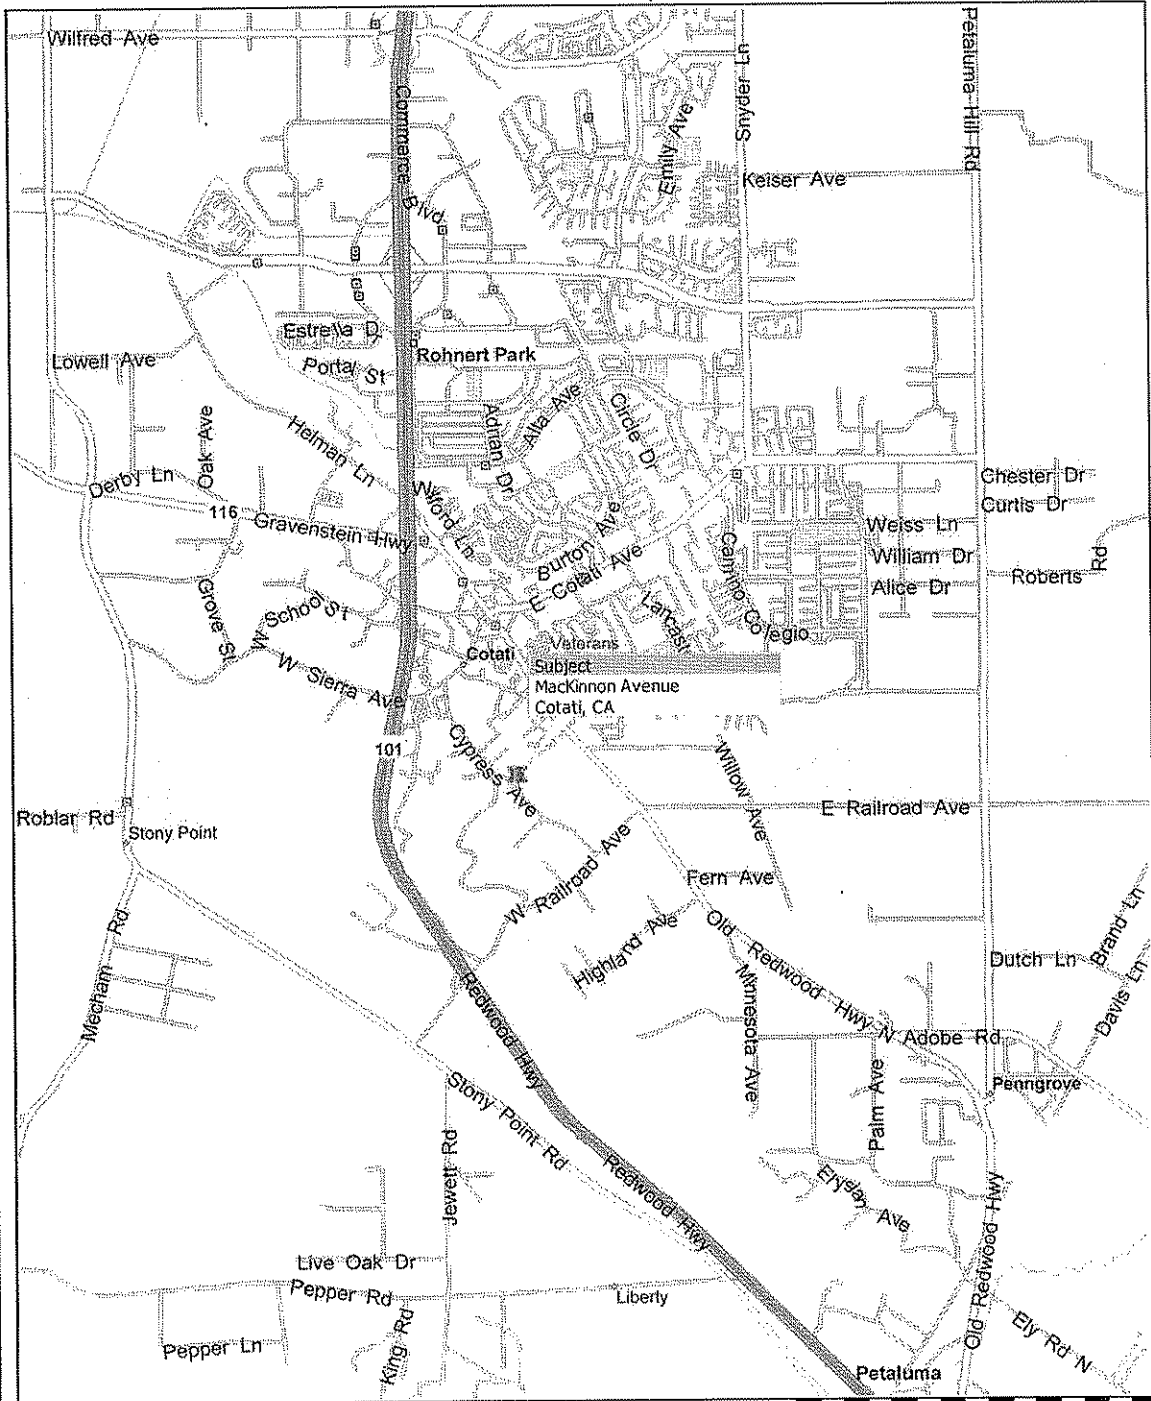 Wilfred Ave
Commerce Blvd
Emily Ave
Snyder Ln
Petaluma Hill Rd
Keiser Ave
Estrella D
Portal St
Rohnert Park
Lowell Ave
Oak Ave
Helman Ln
Adrian Dr
Alta Ave
Circle Dr
Derby Ln
116
Gravenstein Hwy
Wilford Ln
Chester Dr
Curtis Dr
Weiss Ln
William Dr
Alice Dr
Roberts Rd
Burton Ave
E Cotati Ave
Camino Colegio
Lancast
Grove St
W School St
W Sierra Ave
Cotati
Veterans
Subject
MacKinnon Avenue
Cotati, CA
101
Cypress Ave
Willow Ave
Roblar Rd
Stony Point
E Railroad Ave
W Railroad Ave
Fern Ave
Highland Ave
Old Redwood Hwy N
Minnesota Ave
Mecham Rd
Dutch Ln
Brand Ln
Davis Ln
Redwood Hwy
Adobe Rd
Penngrove
Palm Ave
Stony Point Rd
Jewett Rd
Redwood Hwy
Elysian Ave
Live Oak Dr
Pepper Rd
Liberty
Old Redwood Hwy
Pepper Ln
King Rd
Ely Rd N
Petaluma